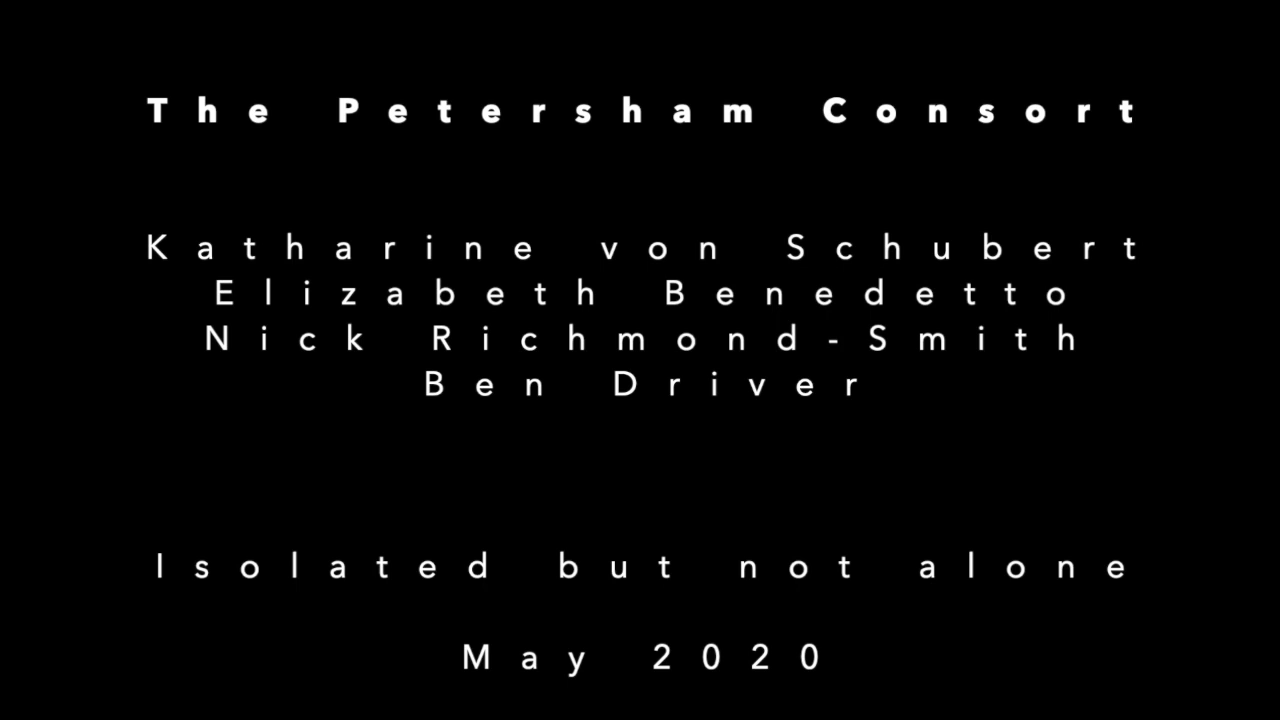 The Petersham Consort
Katharine von Schubert
Elizabeth Benedetto
Nick Richmond-Smith
Ben Driver
Isolated but not alone
May 2020